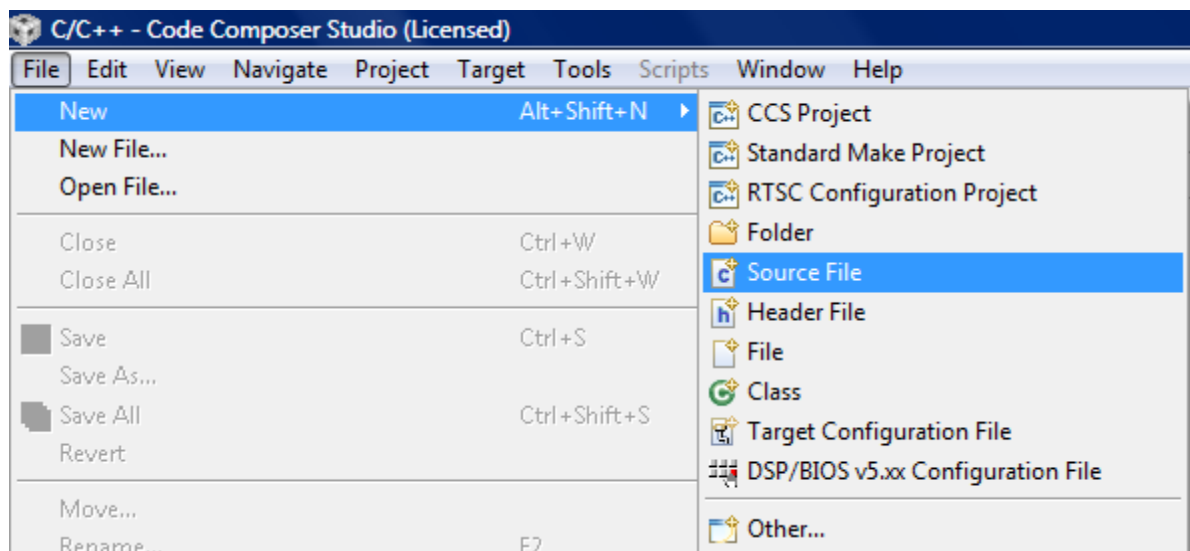 C/C++ - Code Composer Studio (Licensed)
File Edit View Navigate Project Target Tools Scripts Window Help
New Alt+Shift+N
New File...
Open File...
Close Ctrl+W
Close All Ctrl+Shift+W
Save Ctrl+S
Save As...
Save All Ctrl+Shift+S
Revert
Move...
Rename... F2
CCS Project
Standard Make Project
RTSC Configuration Project
Folder
Source File
Header File
File
Class
Target Configuration File
DSP/BIOS v5.xx Configuration File
Other...